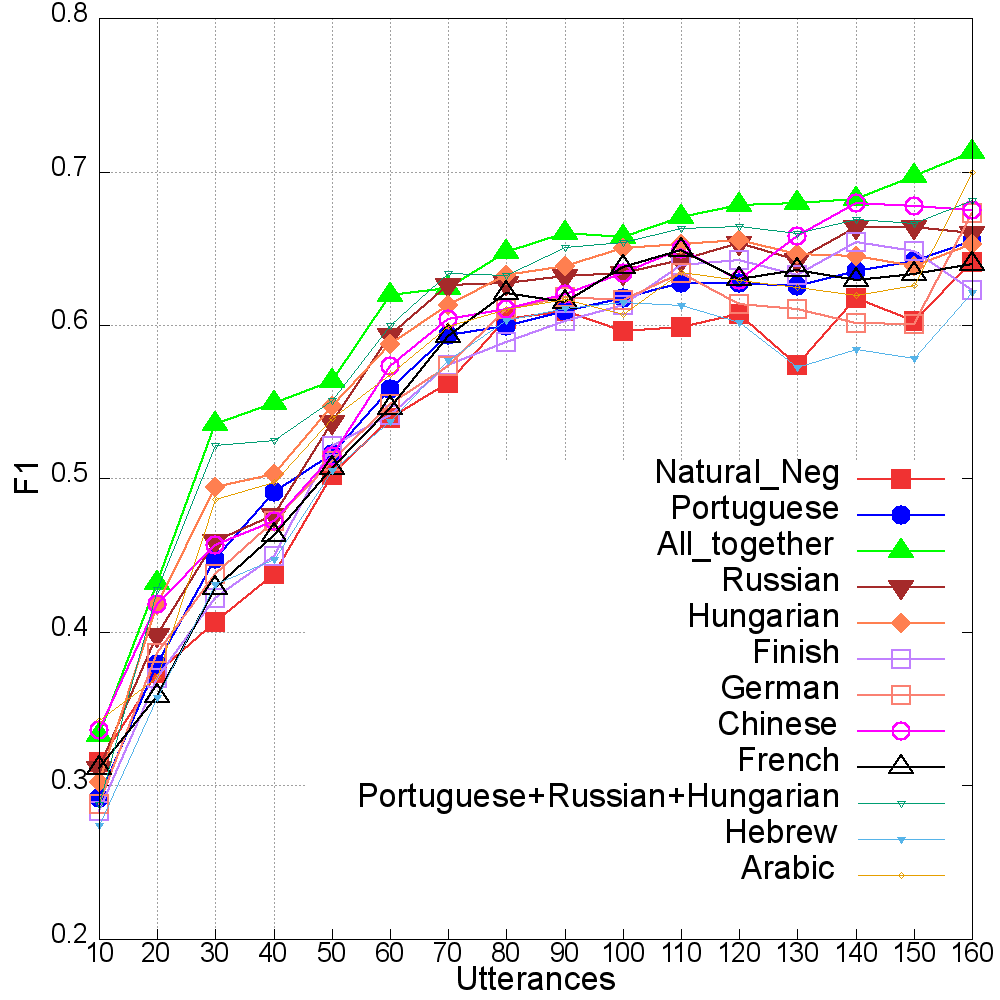 0.8
0.7
0.6
0.5
0.4
0.3
0.2
F1
Natural_Neg
Portuguese
All_together
Russian
Hungarian
Finish
German
Chinese
French
Portuguese+Russian+Hungarian
Hebrew
Arabic
10 20 30 40 50 60 70 80 90 100 110 120 130 140 150 160
Utterances